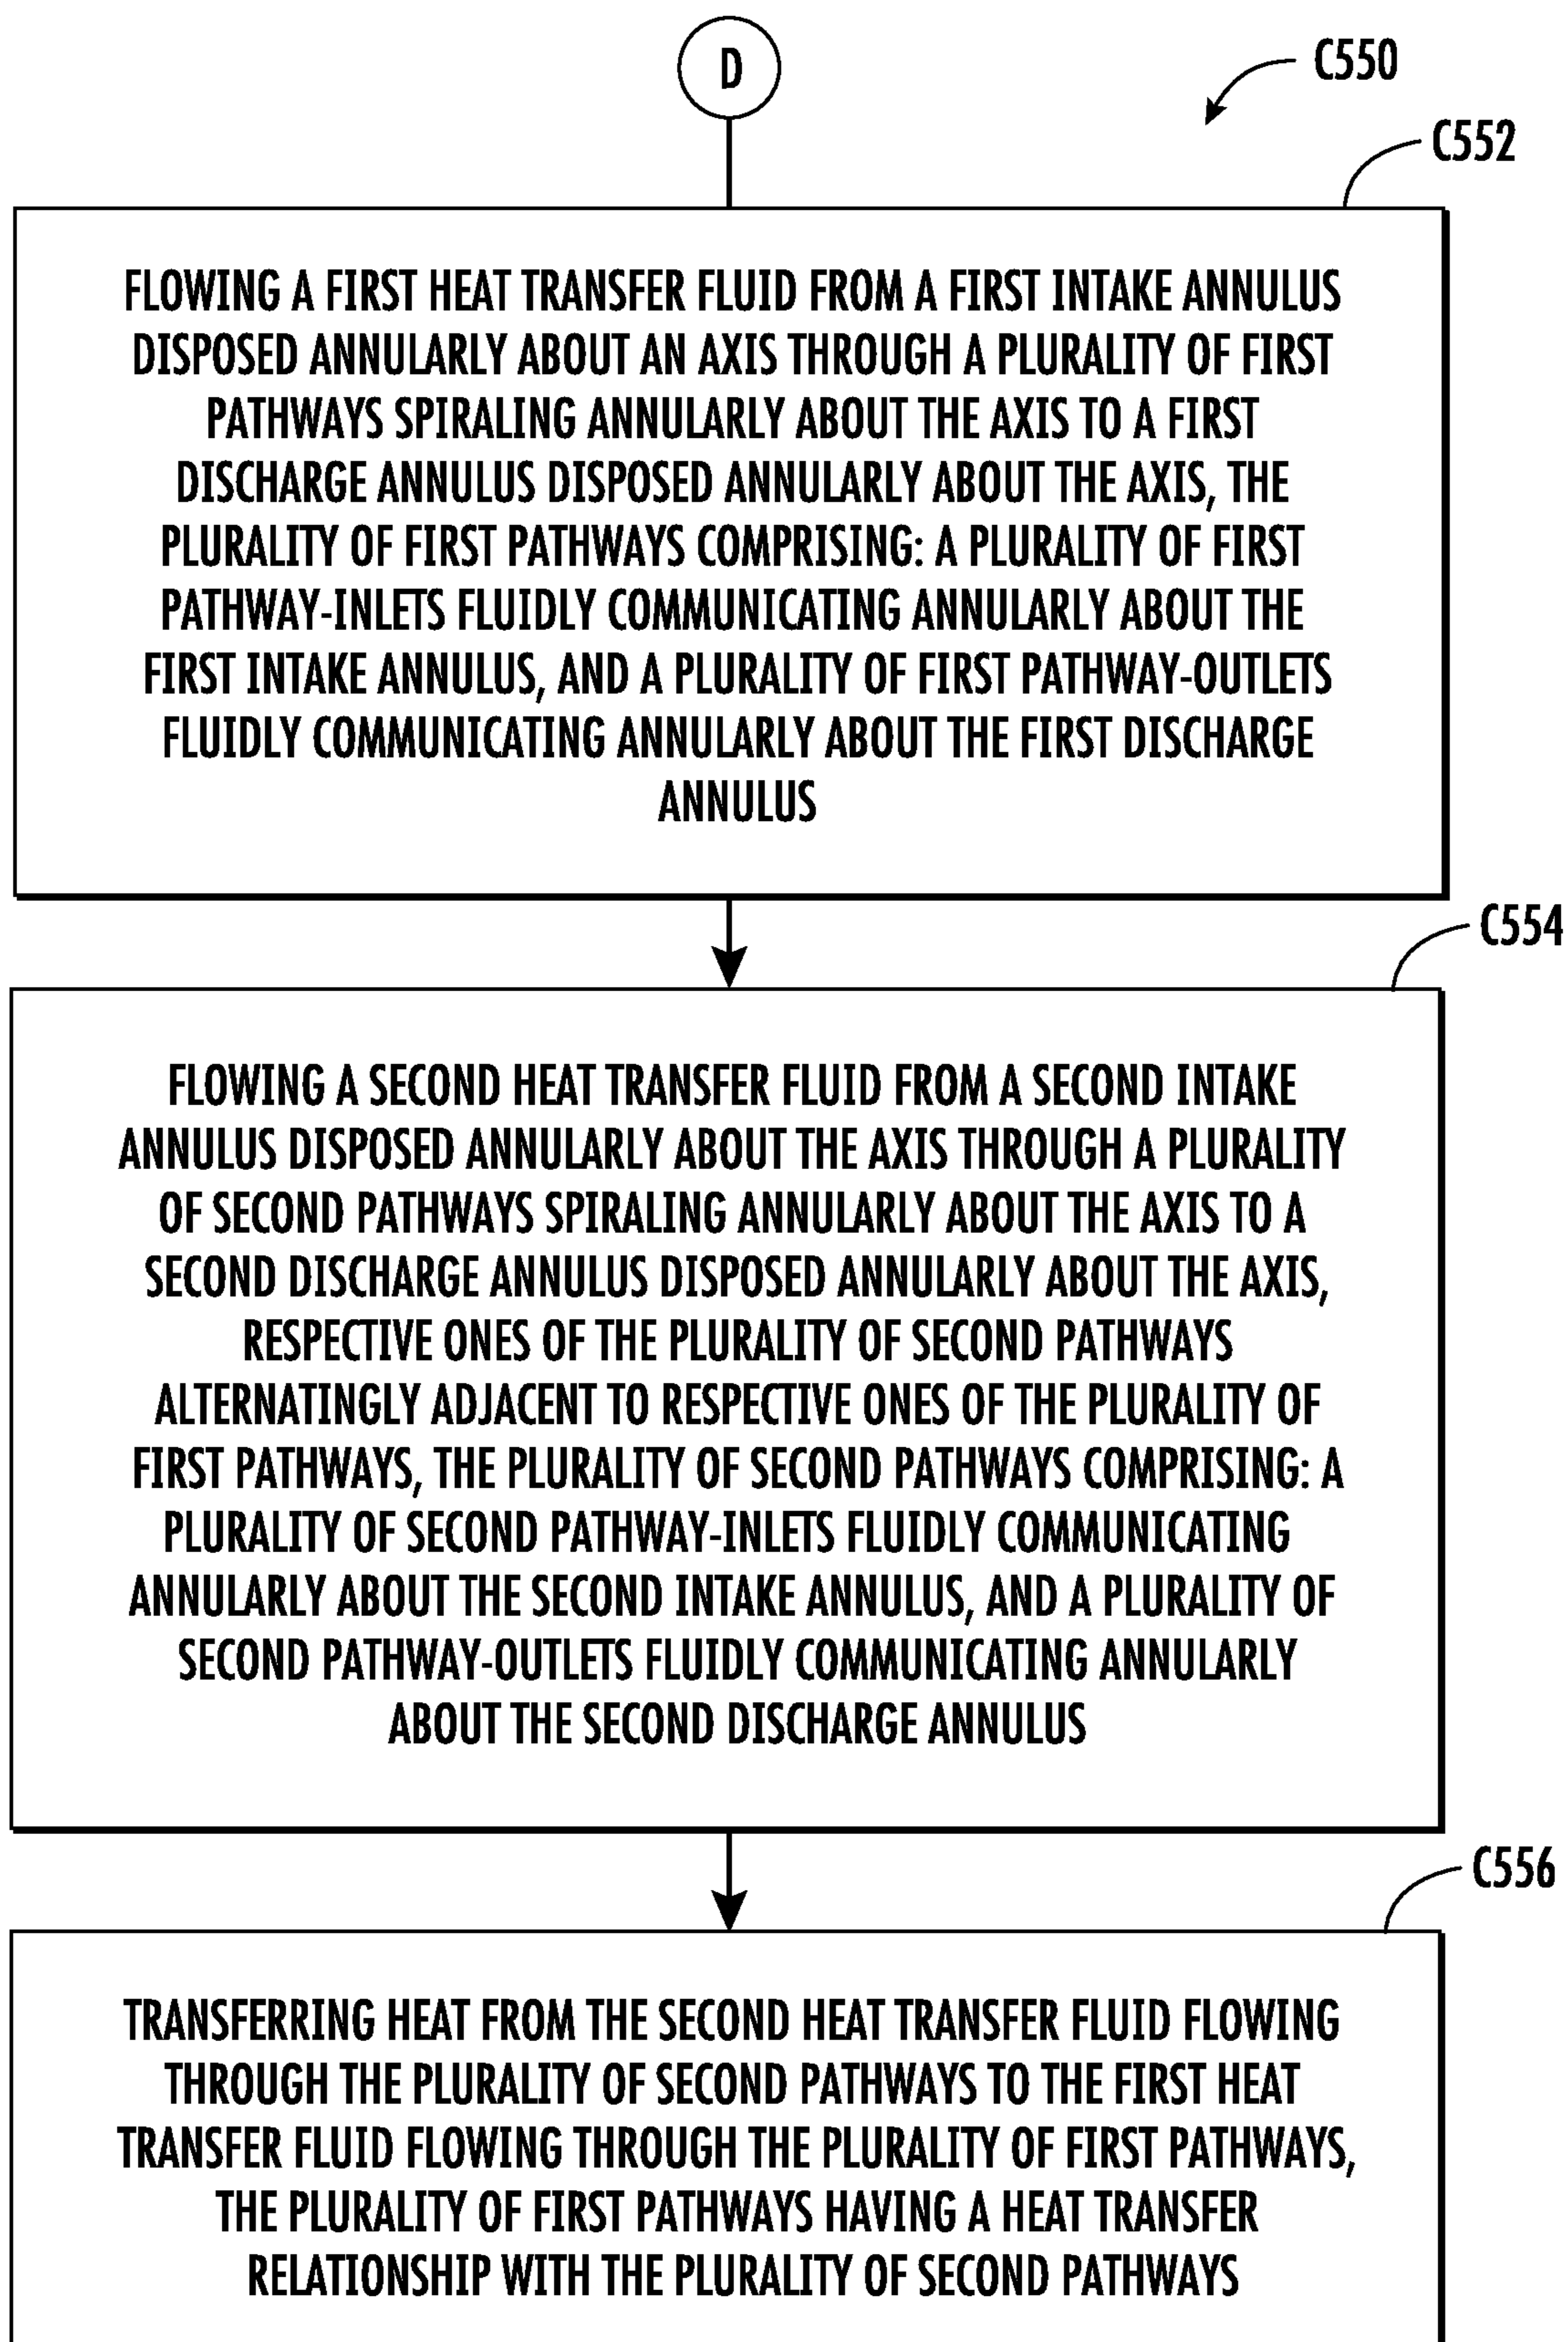 D
C550
C552
FLOWING A FIRST HEAT TRANSFER FLUID FROM A FIRST INTAKE ANNULUS
DISPOSED ANNULARLY ABOUT AN AXIS THROUGH A PLURALITY OF FIRST
PATHWAYS SPIRALING ANNULARLY ABOUT THE AXIS TO A FIRST
DISCHARGE ANNULUS DISPOSED ANNULARLY ABOUT THE AXIS, THE
PLURALITY OF FIRST PATHWAYS COMPRISING: A PLURALITY OF FIRST
PATHWAY-INLETS FLUIDLY COMMUNICATING ANNULARLY ABOUT THE
FIRST INTAKE ANNULUS, AND A PLURALITY OF FIRST PATHWAY-OUTLETS
FLUIDLY COMMUNICATING ANNULARLY ABOUT THE FIRST DISCHARGE
ANNULUS
C554
FLOWING A SECOND HEAT TRANSFER FLUID FROM A SECOND INTAKE
ANNULUS DISPOSED ANNULARLY ABOUT THE AXIS THROUGH A PLURALITY
OF SECOND PATHWAYS SPIRALING ANNULARLY ABOUT THE AXIS TO A
SECOND DISCHARGE ANNULUS DISPOSED ANNULARLY ABOUT THE AXIS,
RESPECTIVE ONES OF THE PLURALITY OF SECOND PATHWAYS
ALTERNATINGLY ADJACENT TO RESPECTIVE ONES OF THE PLURALITY OF
FIRST PATHWAYS, THE PLURALITY OF SECOND PATHWAYS COMPRISING: A
PLURALITY OF SECOND PATHWAY-INLETS FLUIDLY COMMUNICATING
ANNULARLY ABOUT THE SECOND INTAKE ANNULUS, AND A PLURALITY OF
SECOND PATHWAY-OUTLETS FLUIDLY COMMUNICATING ANNULARLY
ABOUT THE SECOND DISCHARGE ANNULUS
C556
TRANSFERRING HEAT FROM THE SECOND HEAT TRANSFER FLUID FLOWING
THROUGH THE PLURALITY OF SECOND PATHWAYS TO THE FIRST HEAT
TRANSFER FLUID FLOWING THROUGH THE PLURALITY OF FIRST PATHWAYS,
THE PLURALITY OF FIRST PATHWAYS HAVING A HEAT TRANSFER
RELATIONSHIP WITH THE PLURALITY OF SECOND PATHWAYS